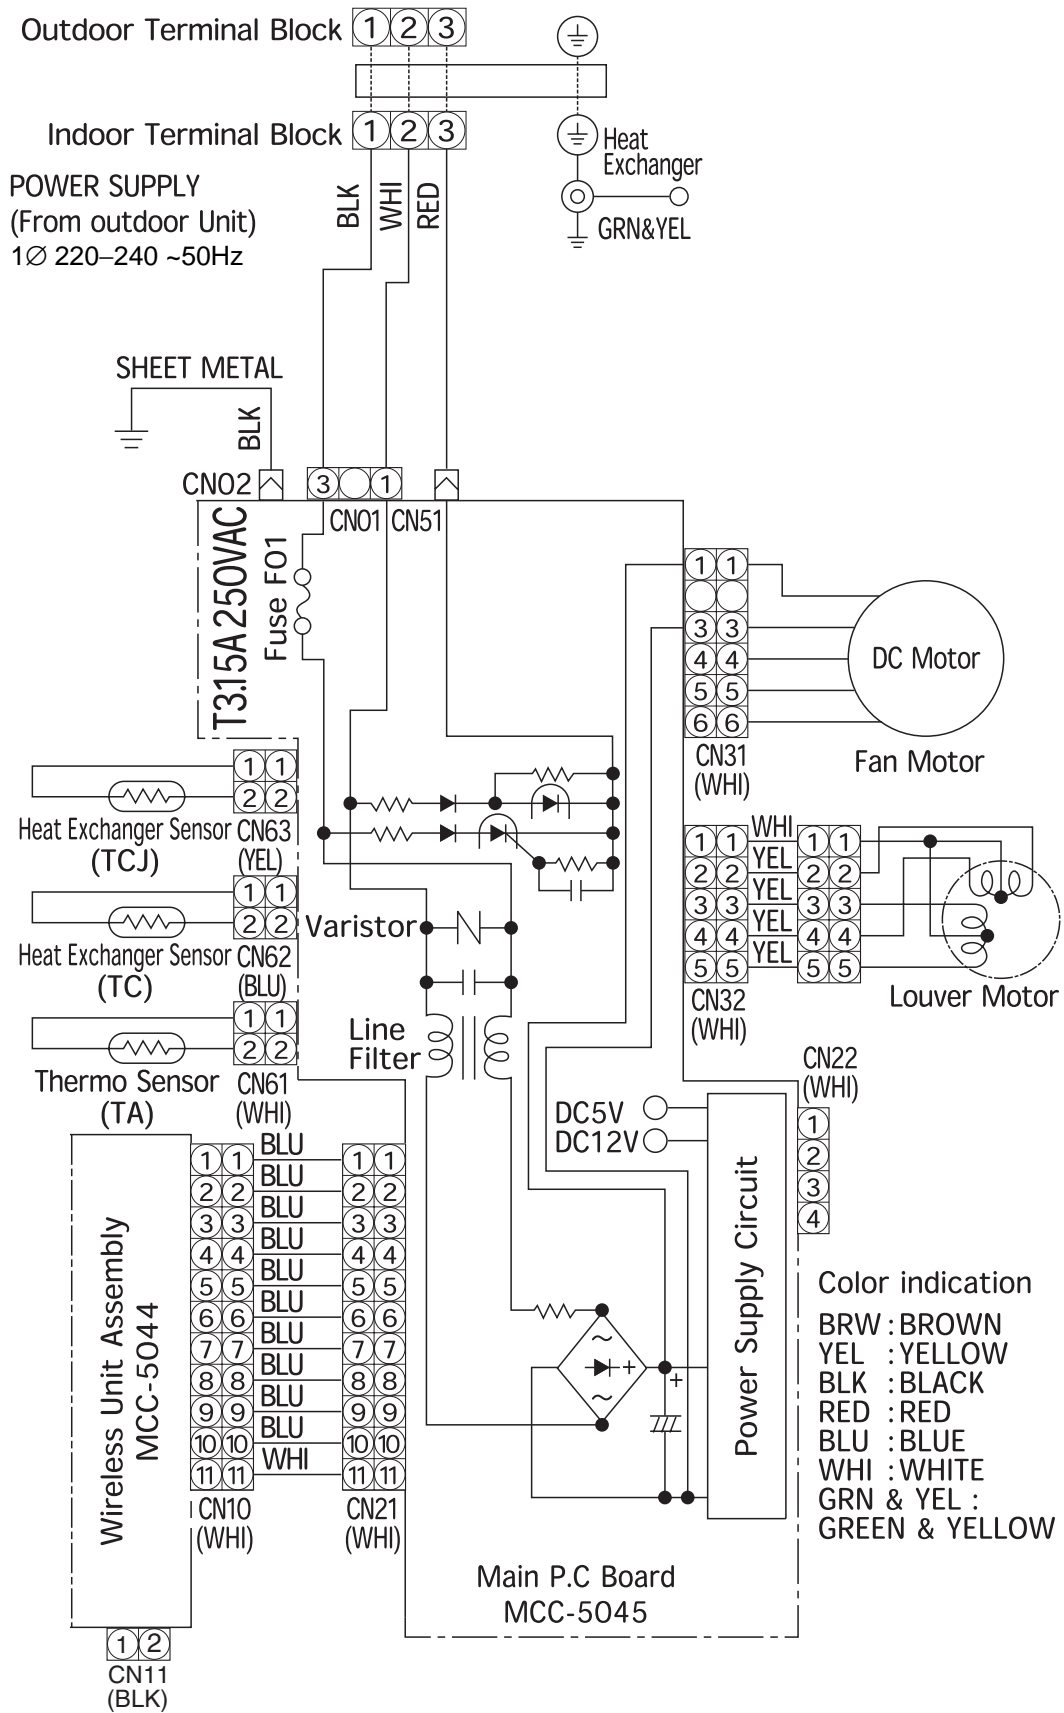 Outdoor Terminal Block 1 2 3
Indoor Terminal Block 1 2 3
Heat
Exchanger
GRN&YEL
POWER SUPPLY
(From outdoor Unit)
1∅ 220–240 ~50Hz
BLK
WHI
RED
SHEET METAL
BLK
CN02
3 1
CN01 CN51
T3.15A 250VAC
Fuse F01
1 1
3 3
4 4
5 5
6 6
CN31
(WHI)
DC Motor
Fan Motor
1 1
2 2
Heat Exchanger Sensor
(TCJ)
CN63
(YEL)
1 1
2 2
Heat Exchanger Sensor
(TC)
CN62
(BLU)
1 1
2 2
Thermo Sensor
(TA)
CN61
(WHI)
Varistor
Line
Filter
1 1 WHI 1 1
2 2 YEL 2 2
3 3 YEL 3 3
4 4 YEL 4 4
5 5 YEL 5 5
CN32
(WHI)
Louver Motor
CN22
(WHI)
1
2
3
4
DC5V
DC12V
Power Supply Circuit
~
+
~
+
Wireless Unit Assembly
MCC-5044
1 1 BLU 1 1
2 2 BLU 2 2
3 3 BLU 3 3
4 4 BLU 4 4
5 5 BLU 5 5
6 6 BLU 6 6
7 7 BLU 7 7
8 8 BLU 8 8
9 9 BLU 9 9
10 10 BLU 10 10
11 11 WHI 11 11
CN10
(WHI)
CN21
(WHI)
1 2
CN11
(BLK)
Main P.C Board
MCC-5045
Color indication
BRW : BROWN
YEL : YELLOW
BLK : BLACK
RED : RED
BLU : BLUE
WHI : WHITE
GRN & YEL :
GREEN & YELLOW